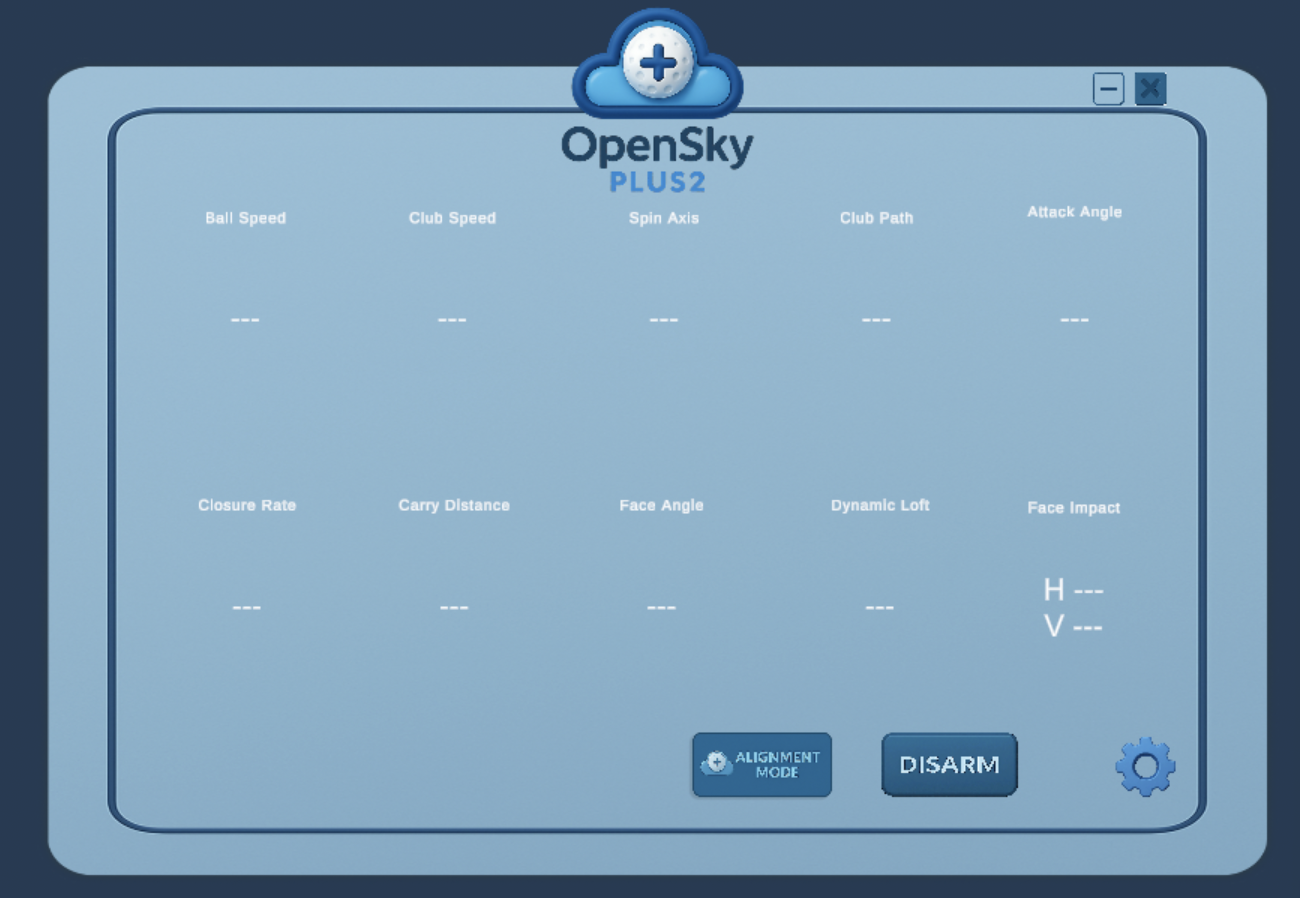 OpenSky
PLUS2
Ball Speed
Club Speed
Spin Axis
Club Path
Attack Angle
---
---
---
---
---
Closure Rate
Carry Distance
Face Angle
Dynamic Loft
Face Impact
---
---
---
---
H ---
V ---
ALIGNMENT
MODE
DISARM